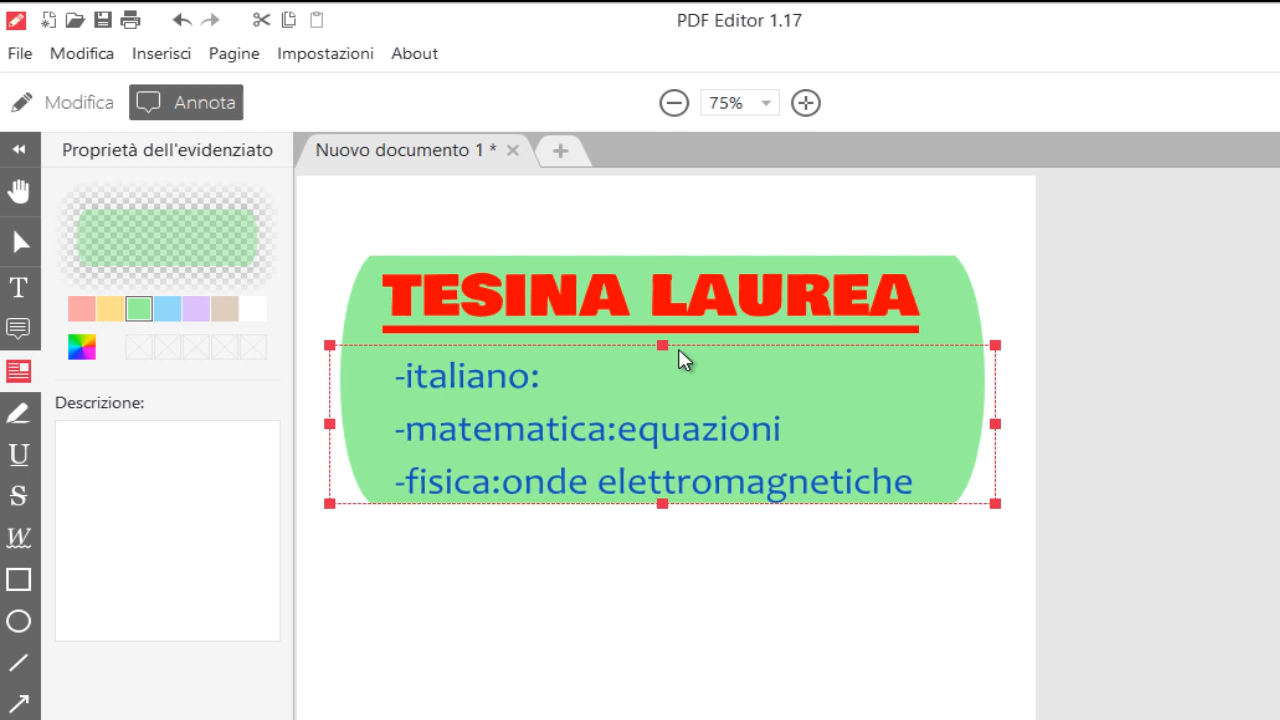 PDF Editor 1.17
File Modifica Inserisci Pagine Impostazioni About
Modifica Annota 75%
Proprietà dell'evidenziato
Nuovo documento 1 *
TESINA LAUREA
-italiano:
-matematica:equazioni
-fisica:onde elettromagnetiche
Descrizione:
T
U
S
W